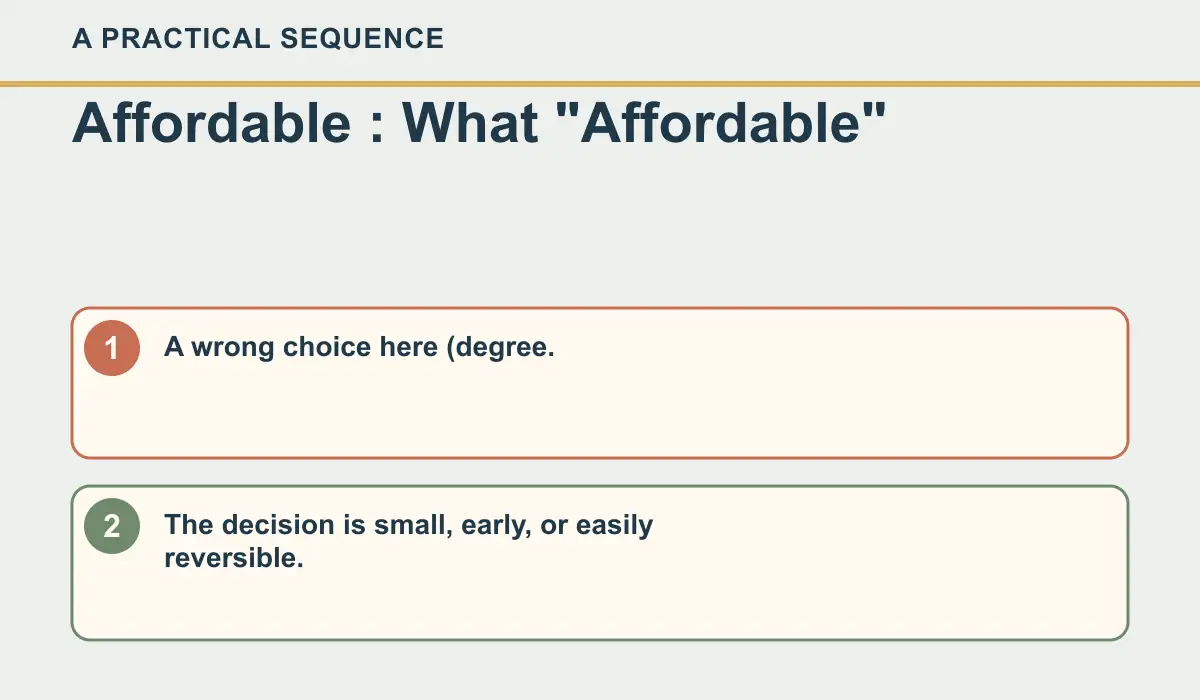 A PRACTICAL SEQUENCE
Affordable : What "Affordable"
1
A wrong choice here (degree.
2
The decision is small, early, or easily
reversible.